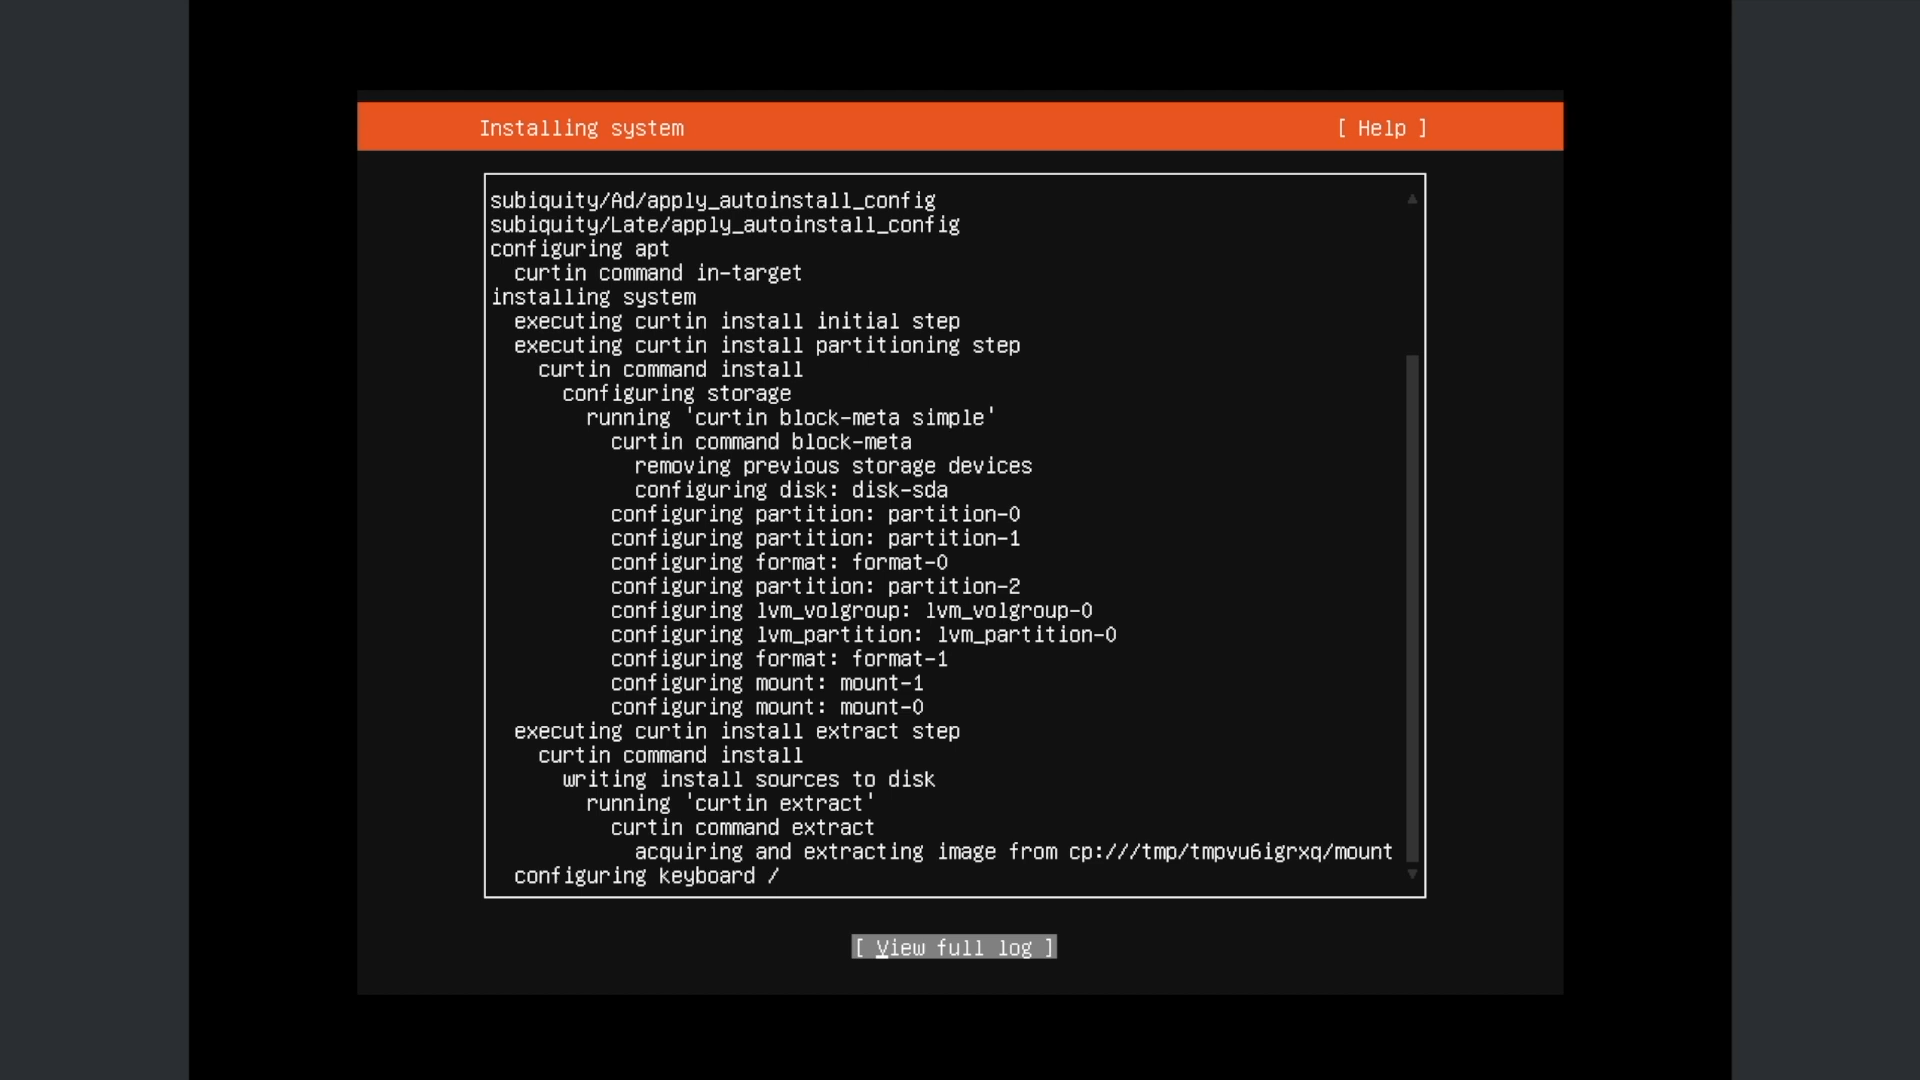 Installing system [ Help ]
subiquity/Ad/apply_autoinstall_config
subiquity/Late/apply_autoinstall_config
configuring apt
curtin command in-target
installing system
executing curtin install initial step
executing curtin install partitioning step
curtin command install
configuring storage
running 'curtin block-meta simple'
curtin command block-meta
removing previous storage devices
configuring disk: disk-sda
configuring partition: partition-0
configuring partition: partition-1
configuring format: format-0
configuring partition: partition-2
configuring lvm_volgroup: lvm_volgroup-0
configuring lvm_partition: lvm_partition-0
configuring format: format-1
configuring mount: mount-1
configuring mount: mount-0
executing curtin install extract step
curtin command install
writing install sources to disk
running 'curtin extract'
curtin command extract
acquiring and extracting image from cp:///tmp/tmpvu6igrxq/mount
configuring keyboard /
[ View full log ]